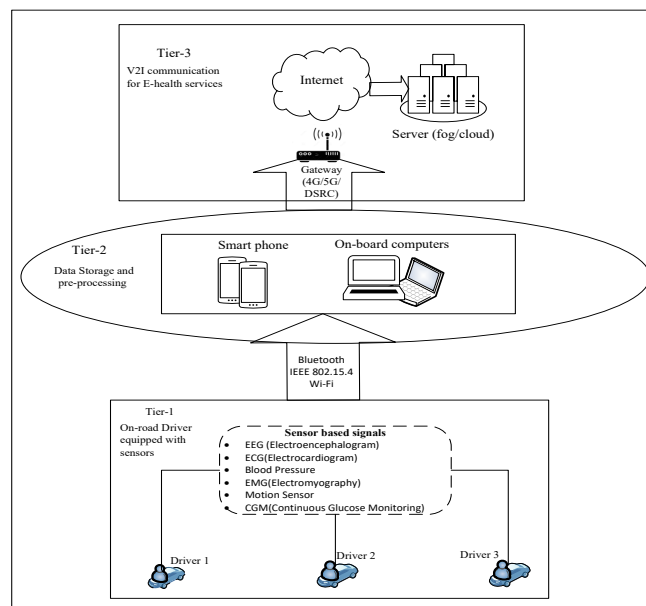 Tier-3
V2I communication
for E-health services
Internet
Server (fog/cloud)
Gateway
(4G/5G/
DSRC)
Tier-2
Data Storage and
pre-processing
Smart phone
On-board computers
Bluetooth
IEEE 802.15.4
Wi-Fi
Tier-1
On-road Driver
equipped with
sensors
Sensor based signals
• EEG (Electroencephalogram)
• ECG(Electrocardiogram)
• Blood Pressure
• EMG(Electromyography)
• Motion Sensor
• CGM(Continuous Glucose Monitoring)
Driver 1
Driver 2
Driver 3